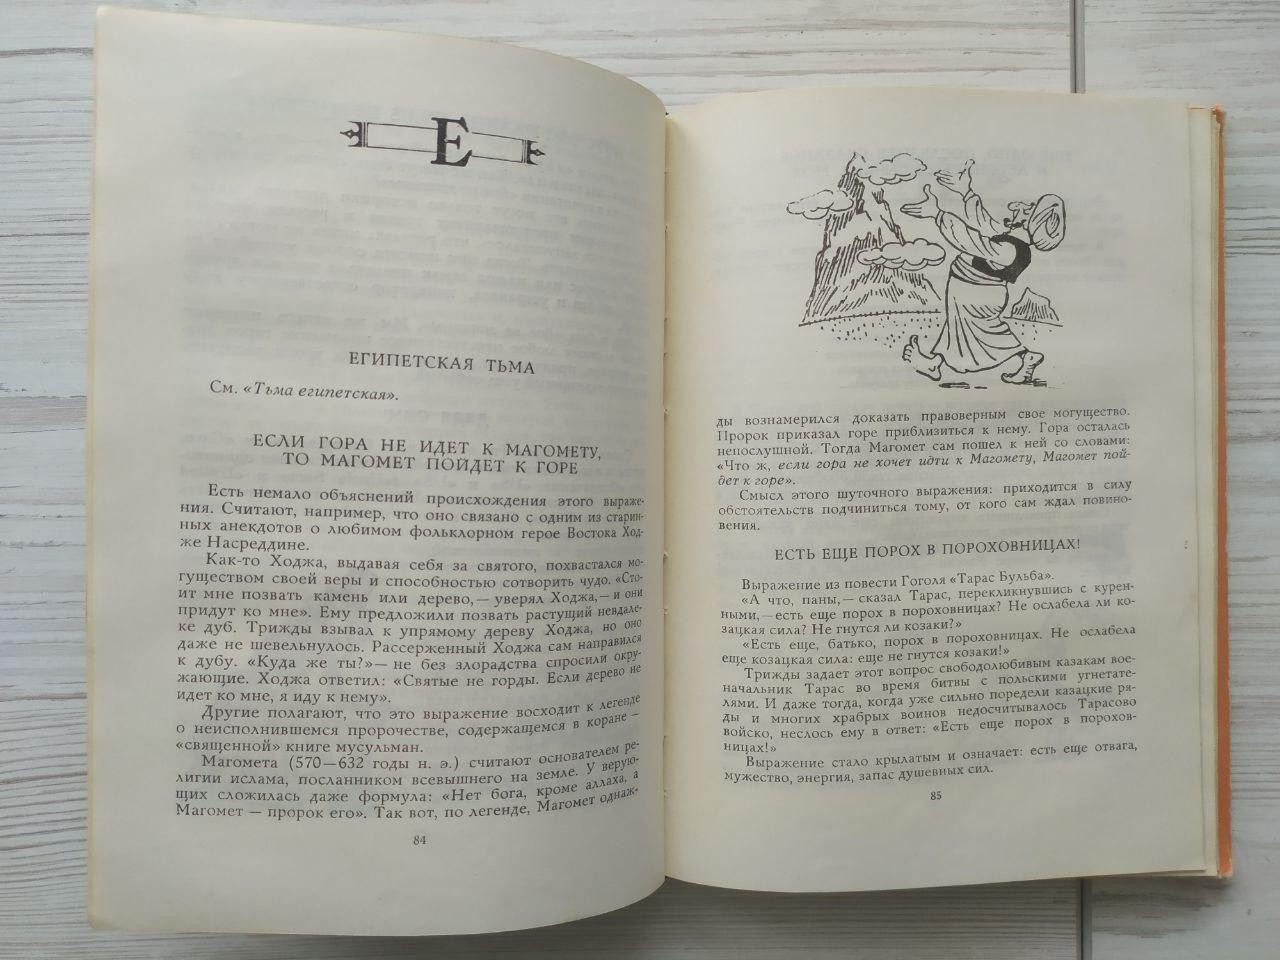 Е
ЕГИПЕТСКАЯ ТЬМА
См. «Тьма египетская».
ЕСЛИ ГОРА НЕ ИДЕТ К МАГОМЕТУ,
ТО МАГОМЕТ ПОЙДЕТ К ГОРЕ
Есть немало объяснений происхождения этого выраже-
ния. Считают, например, что оно связано с одним из старин-
ных анекдотов о любимом фольклорном герое Востока Ход-
же Насреддине.
Как-то Ходжа, выдавая себя за святого, похвастался мо-
гуществом своей веры и способностью сотворить чудо. «Сто-
ит мне позвать камень или дерево,— уверял Ходжа,— и они
придут ко мне». Ему предложили позвать растущий невдале-
ке дуб. Трижды взывал к упрямому дереву Ходжа, но оно
даже не шевельнулось. Рассерженный Ходжа сам направился
к дубу. «Куда же ты?»— не без злорадства спросили окру-
жающие. Ходжа ответил: «Святые не горды. Если дерево не
идет ко мне, я иду к нему».
Другие полагают, что это выражение восходит к легенде
о неисполнившемся пророчестве, содержащемся в коране —
«священной» книге мусульман.
Магомета (570—632 годы н. э.) считают основателем ре-
лигии ислама, посланником всевышнего на земле. У верую-
щих сложилась даже формула: «Нет бога, кроме аллаха, а
Магомет — пророк его». Так вот, по легенде, Магомет однаж-
84
ды вознамерился доказать правоверным свое могущество.
Пророк приказал горе приблизиться к нему. Гора осталась
непослушной. Тогда Магомет сам пошел к ней со словами:
«Что ж, если гора не хочет идти к Магомету, Магомет пой-
дет к горе».
Смысл этого шуточного выражения: приходится в силу
обстоятельств подчиниться тому, от кого сам ждал повино-
вения.
ЕСТЬ ЕЩЕ ПОРОХ В ПОРОХОВНИЦАХ!
Выражение из повести Гоголя «Тарас Бульба».
«А что, паны,— сказал Тарас, перекликнувшись с курен-
ными,— есть еще порох в пороховницах? Не ослабела ли ко-
зацкая сила? Не гнутся ли козаки?»
«Есть еще, батько, порох в пороховницах. Не ослабела
еще козацкая сила: еще не гнутся козаки!»
Трижды задает этот вопрос свободолюбивым казакам вое-
начальник Тарас во время битвы с польскими угнетате-
лями. И даже тогда, когда уже сильно поредели казацкие ря-
ды и многих храбрых воинов недосчитывалось Тарасово
войско, неслось ему в ответ: «Есть еще порох в порохов-
ницах!»
Выражение стало крылатым и означает: есть еще отвага,
мужество, энергия, запас душевных сил.
85